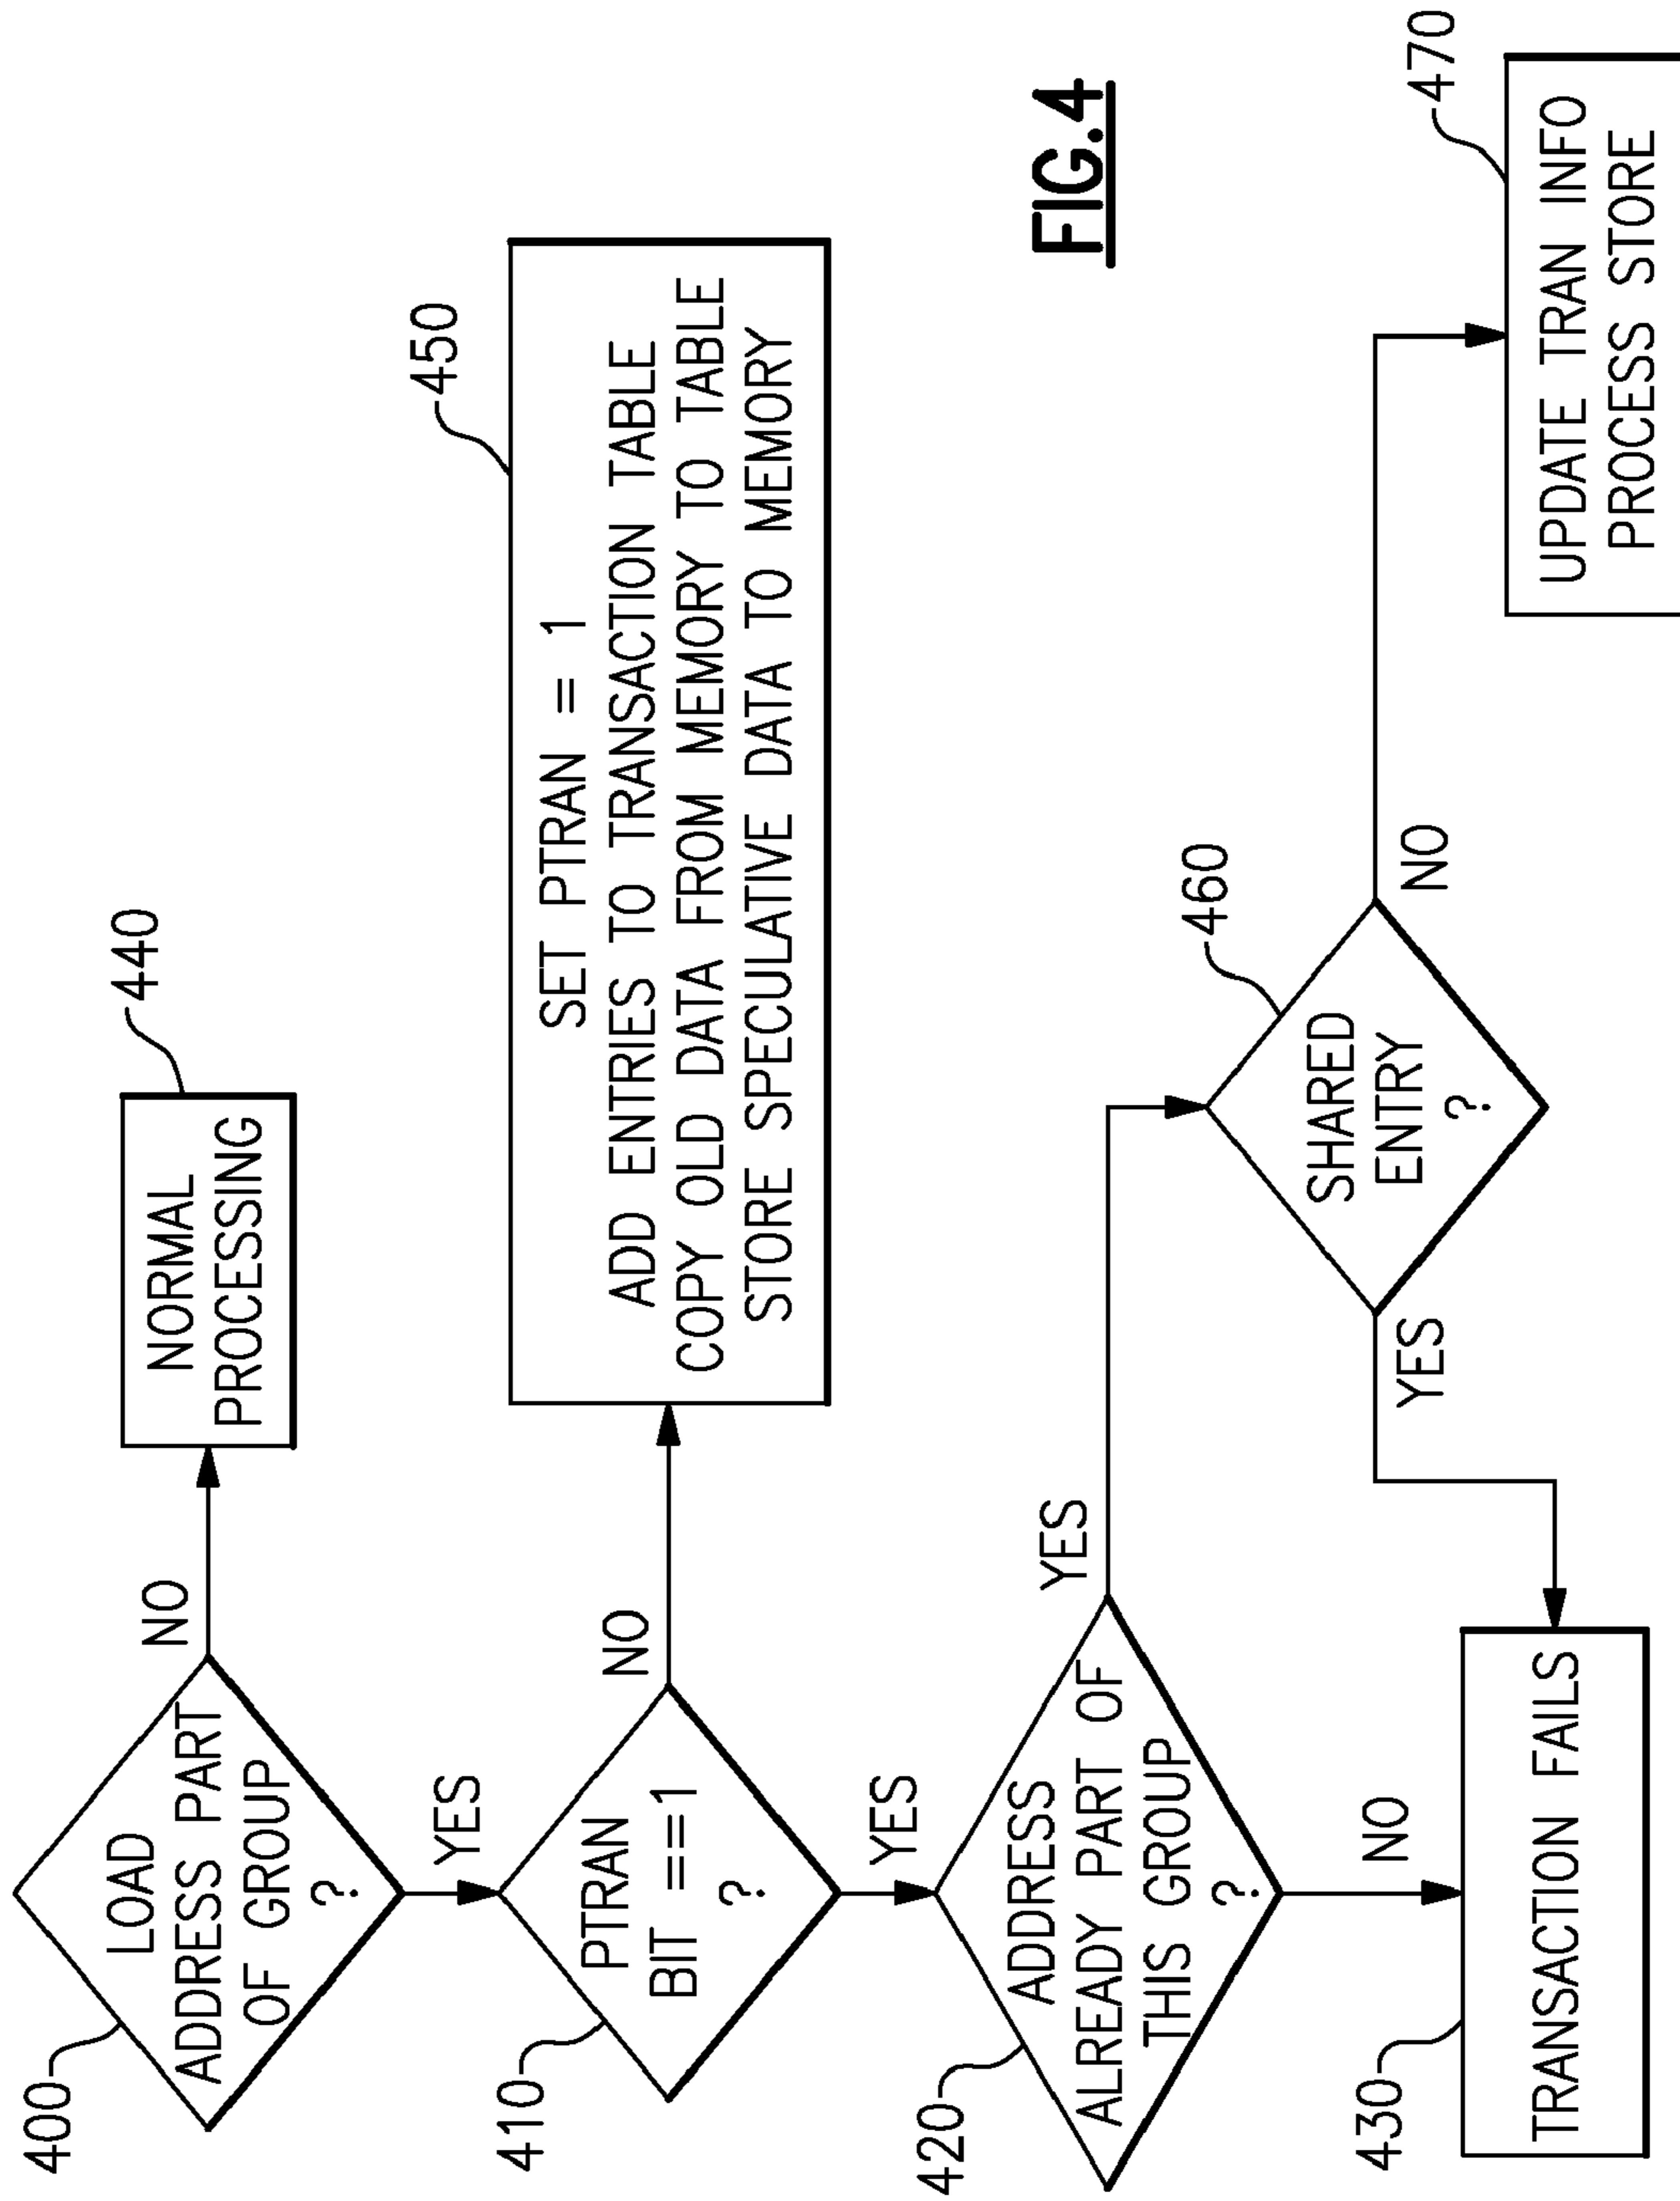 400
LOAD
ADDRESS PART
OF GROUP
?
NO
440
NORMAL
PROCESSING
YES
410
PTRAN
BIT ==1
?
NO
450
SET PTRAN = 1
ADD ENTRIES TO TRANSACTION TABLE
COPY OLD DATA FROM MEMORY TO TABLE
STORE SPECULATIVE DATA TO MEMORY
YES
420
ADDRESS
ALREADY PART OF
THIS GROUP
?
YES
460
SHARED
ENTRY
?
NO
430
TRANSACTION FAILS
YES
NO
470
UPDATE TRAN INFO
PROCESS STORE
FIG.4